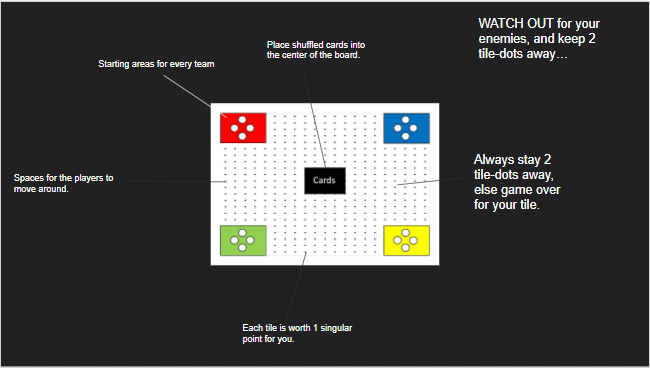 WATCH OUT for your
enemies, and keep 2
tile-dots away…
Place shuffled cards into
the center of the board.
Starting areas for every team
Cards
Always stay 2
tile-dots away,
else game over
for your tile.
Spaces for the players to
move around.
Each tile is worth 1 singular
point for you.